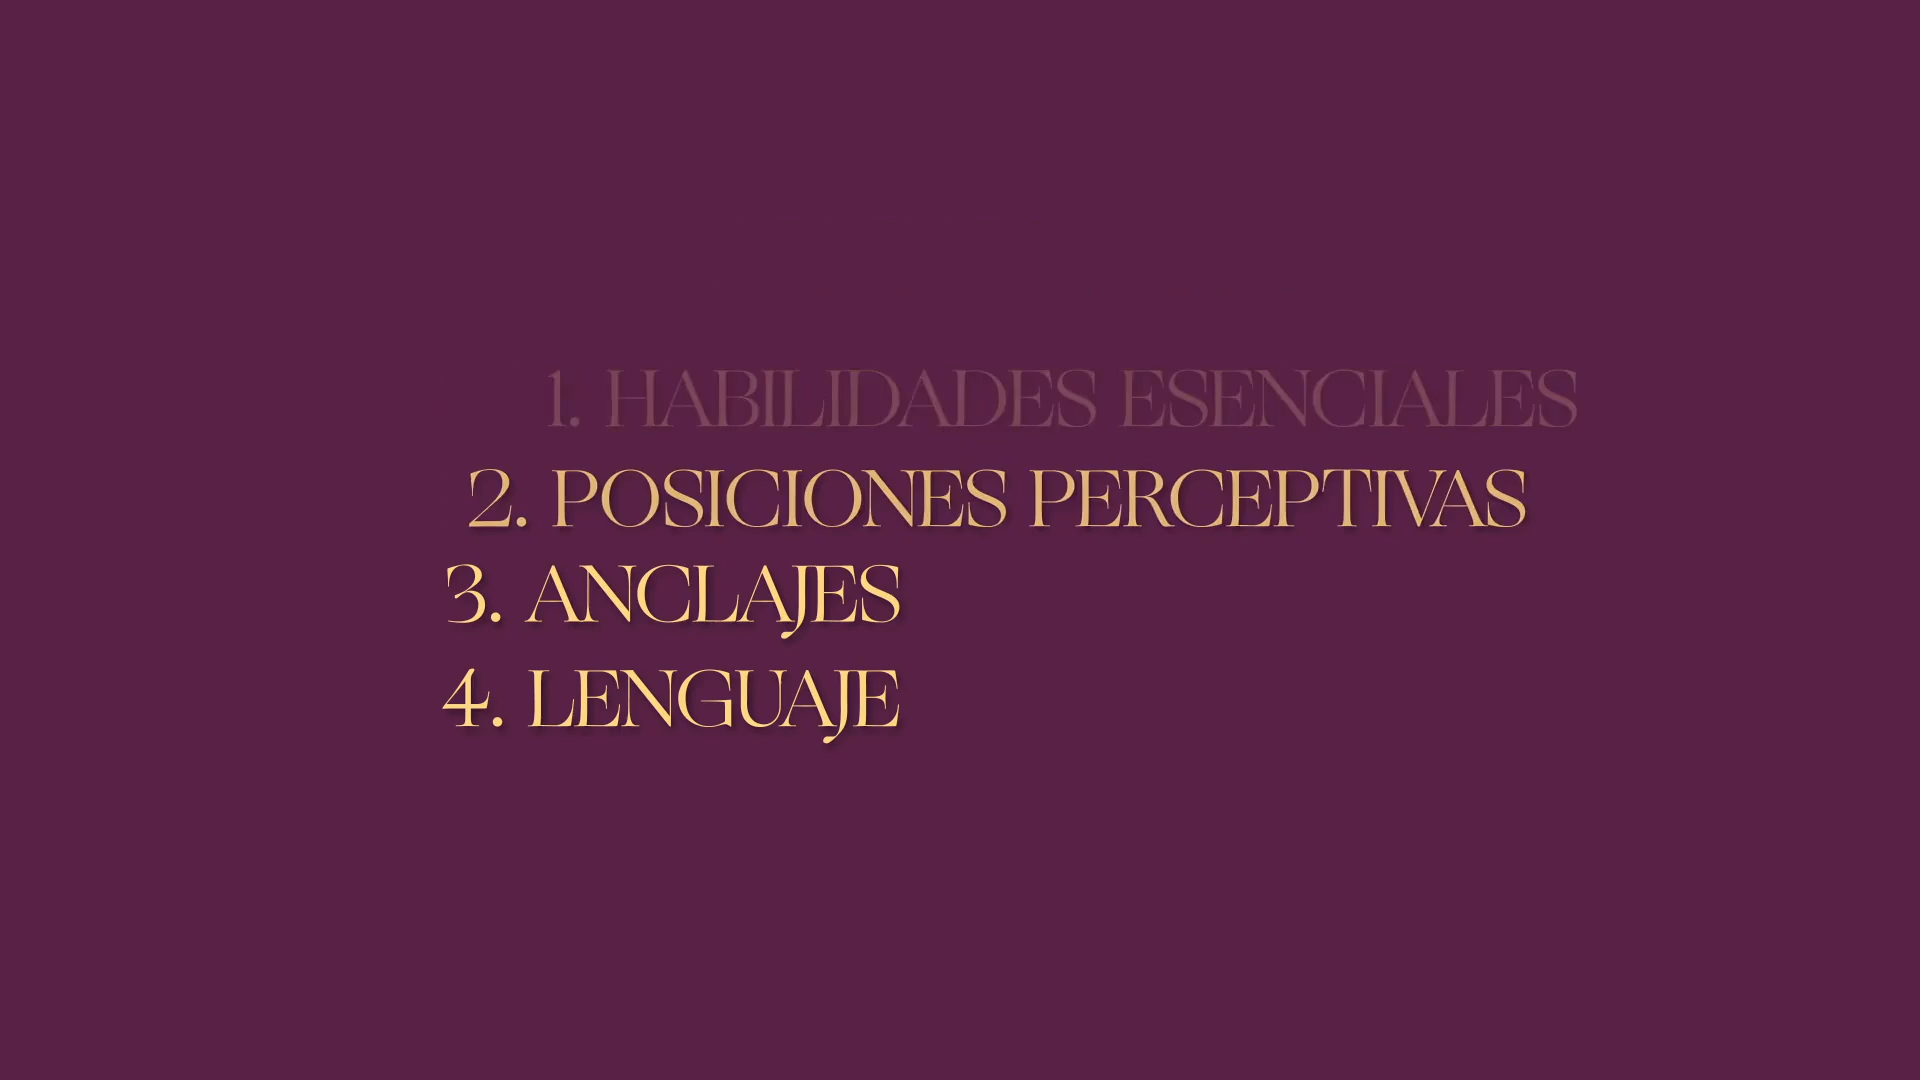 1. HABILIDADES ESENCIALES
2. POSICIONES PERCEPTIVAS
3. ANCLAJES
4. LENGUAJE